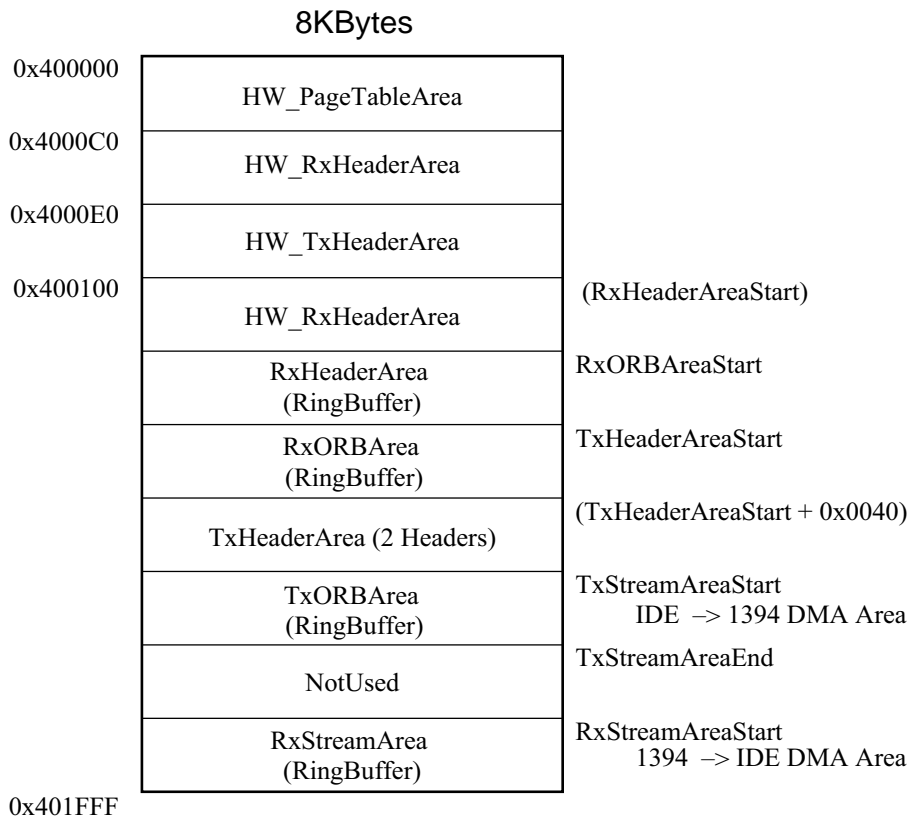 8KBytes
0x400000
HW_PageTableArea
0x4000C0
HW_RxHeaderArea
0x4000E0
HW_TxHeaderArea
0x400100
HW_RxHeaderArea
(RxHeaderAreaStart)
RxHeaderArea
(RingBuffer)
RxORBAreaStart
RxORBArea
(RingBuffer)
TxHeaderAreaStart
TxHeaderArea (2 Headers)
(TxHeaderAreaStart + 0x0040)
TxORBArea
(RingBuffer)
TxStreamAreaStart
IDE –> 1394 DMA Area
NotUsed
TxStreamAreaEnd
RxStreamArea
(RingBuffer)
RxStreamAreaStart
1394 –> IDE DMA Area
0x401FFF